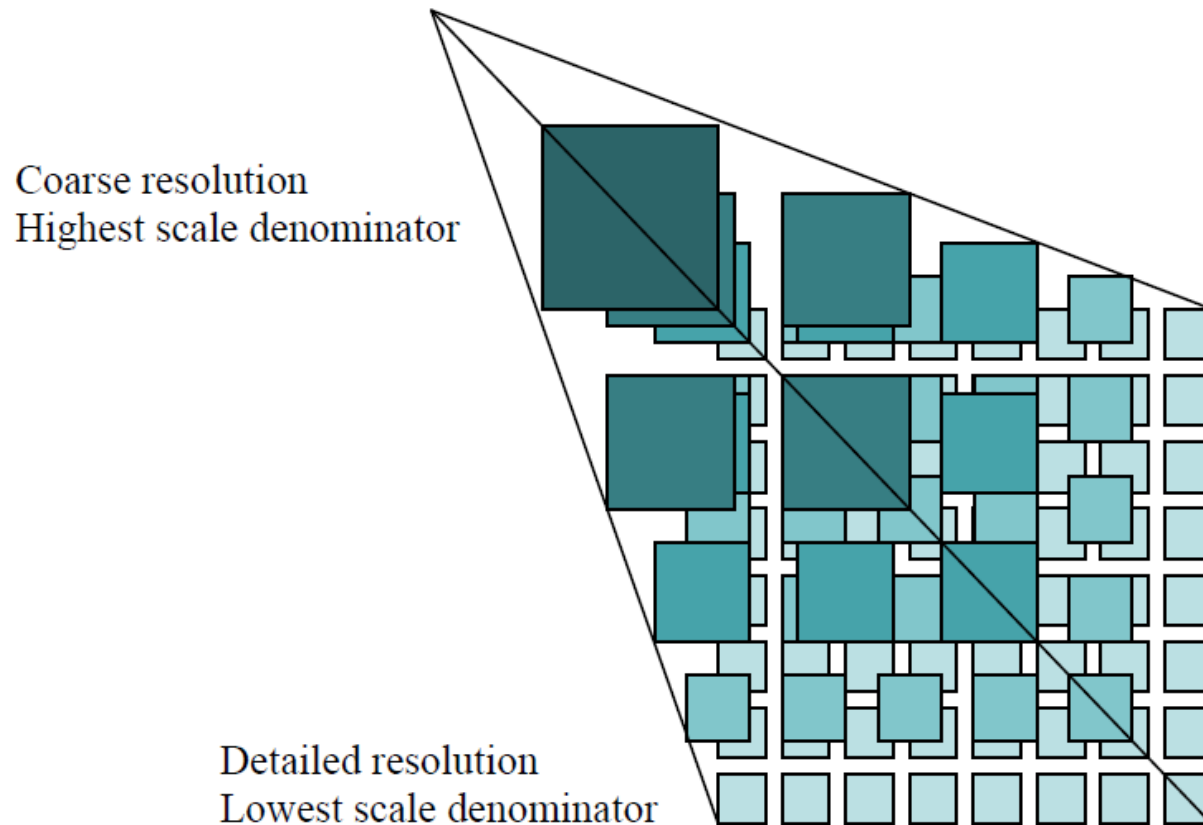 Coarse resolution
Highest scale denominator
Detailed resolution
Lowest scale denominator